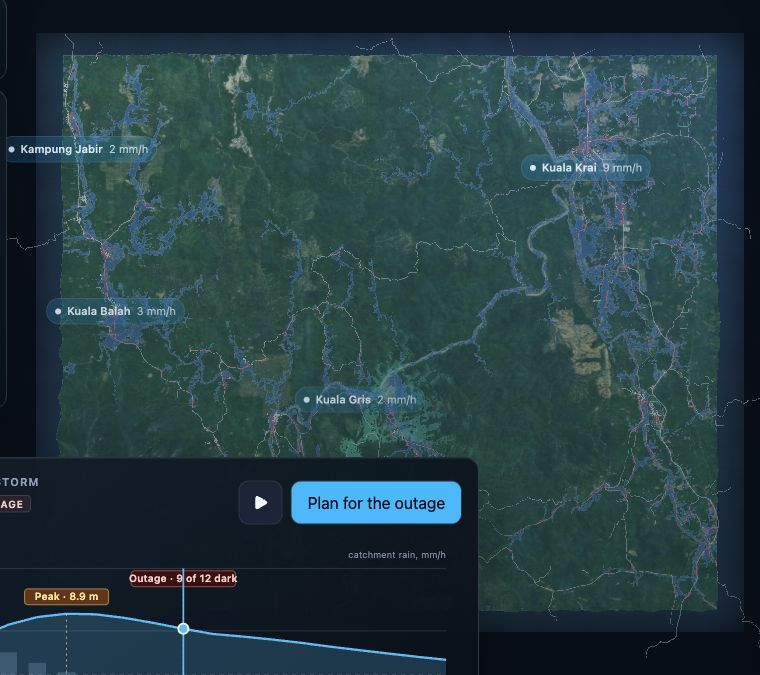 Kampung Jabir 2 mm/h
Kuala Krai 9 mm/h
Kuala Balah 3 mm/h
Kuala Gris 2 mm/h
STORM
AGE
Plan for the outage
catchment rain, mm/h
Outage · 9 of 12 dark
Peak · 8.9 m